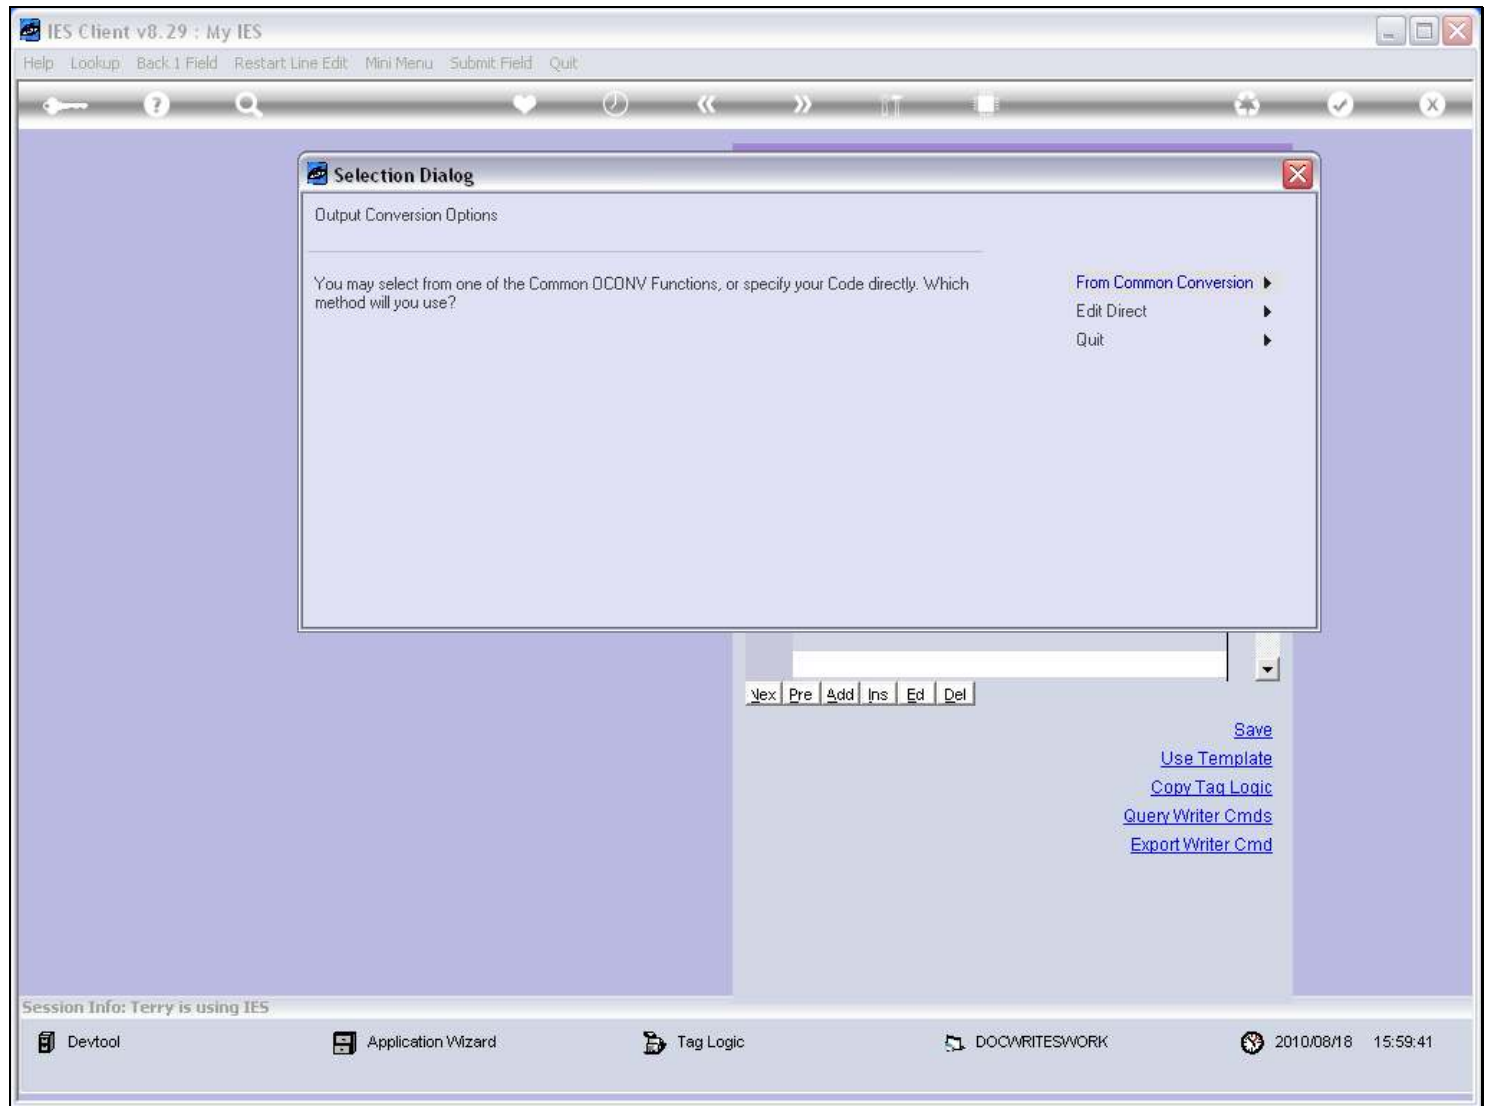 IES Client v8.29 : My IES
Help Lookup Back 1 Field Restart Line Edit Mini Menu Submit Field Quit
Selection Dialog
Output Conversion Options
You may select from one of the Common OCONV Functions, or specify your Code directly. Which
method will you use?
From Common Conversion
Edit Direct
Quit
Nex Pre Add Ins Ed Del
Save
Use Template
Copy Tag Logic
Query Writer Cmds
Export Writer Cmd
Session Info: Terry is using IES
Devtool Application Wizard Tag Logic DOCWRITESWORK 2010/08/18 15:59:41